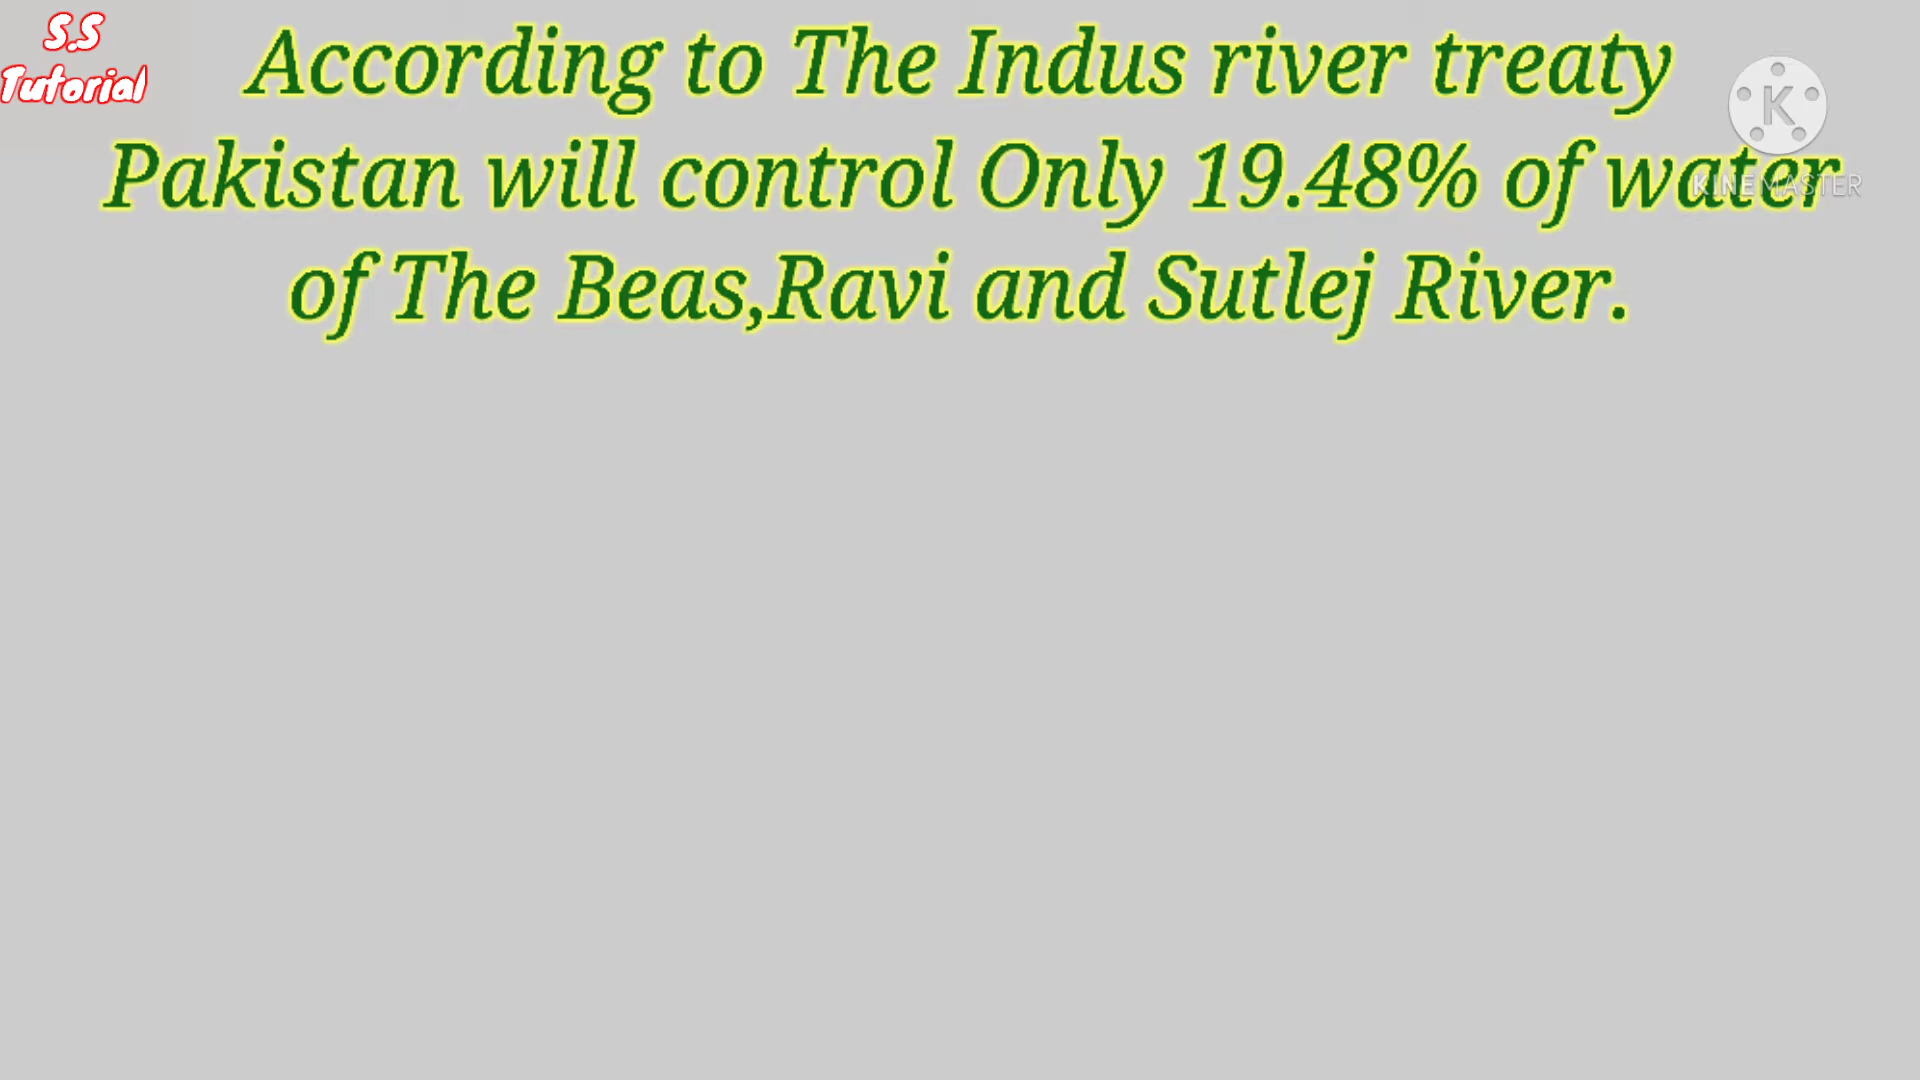 S.S
Tutorial
According to The Indus river treaty
Pakistan will control Only 19.48% of water
of The Beas,Ravi and Sutlej River.
K
KINEMASTER